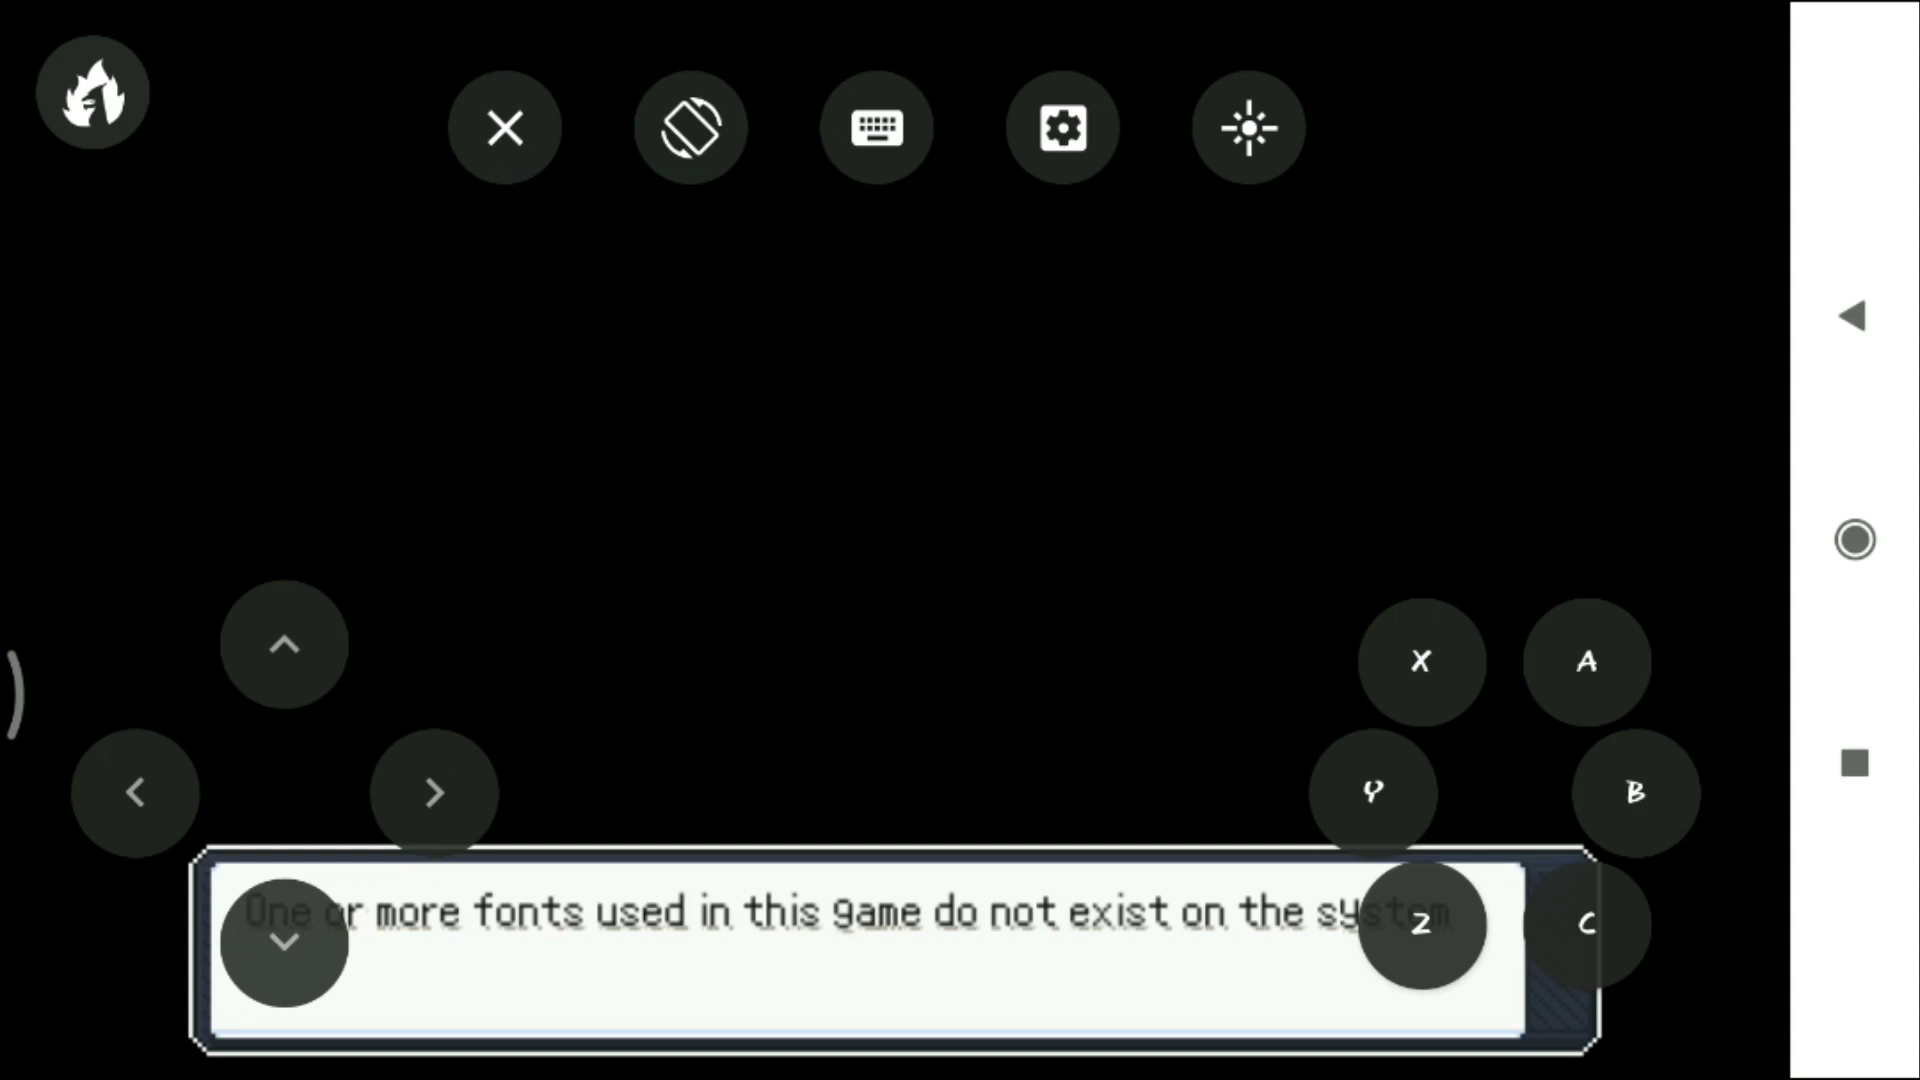 X
A
Y
B
One or more fonts used in this game do not exist on the system
Z
C